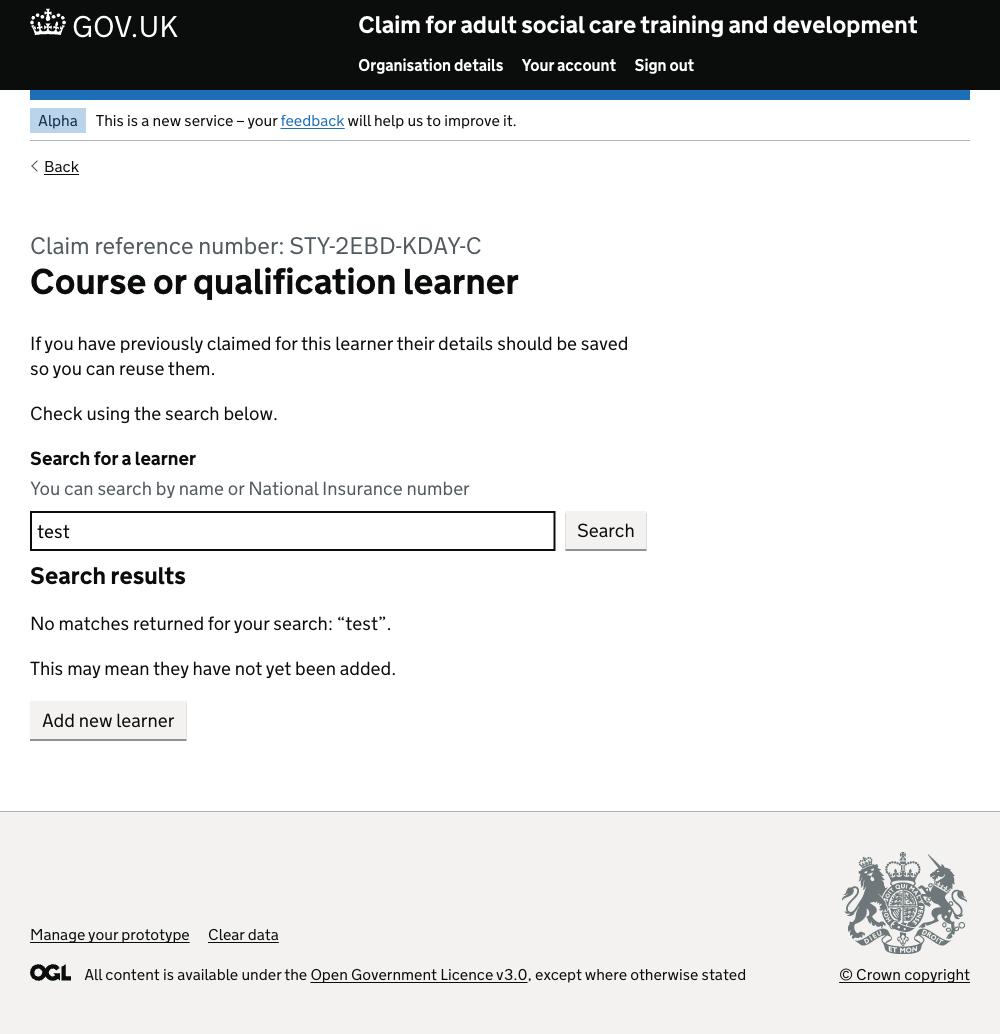 GOV.UK
Claim for adult social care training and development
Organisation details Your account Sign out
Alpha This is a new service – your feedback will help us to improve it.
Back
Claim reference number: STY-2EBD-KDAY-C
Course or qualification learner
If you have previously claimed for this learner their details should be saved
so you can reuse them.
Check using the search below.
Search for a learner
You can search by name or National Insurance number
test Search
Search results
No matches returned for your search: “test”.
This may mean they have not yet been added.
Add new learner
DIEU ET MON DROIT
Manage your prototype Clear data
OGL All content is available under the Open Government Licence v3.0, except where otherwise stated
© Crown copyright